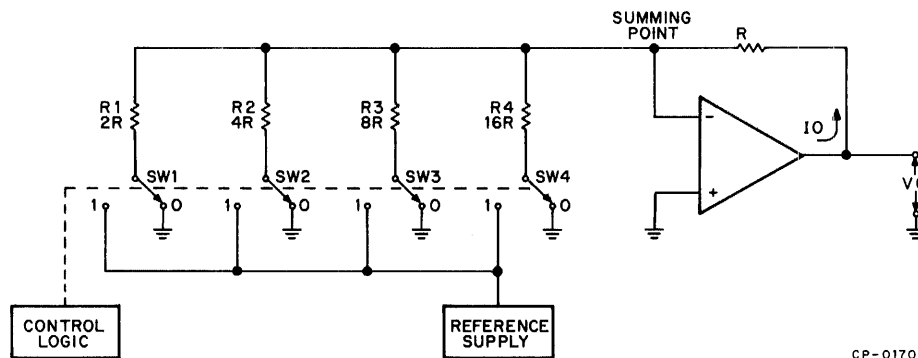 SUMMING
POINT
R
R1
2R
R2
4R
R3
8R
R4
16R
-
+
IO
SW1
SW2
SW3
SW4
1
0
1
0
1
0
1
0
CONTROL
LOGIC
REFERENCE
SUPPLY
CP-0170